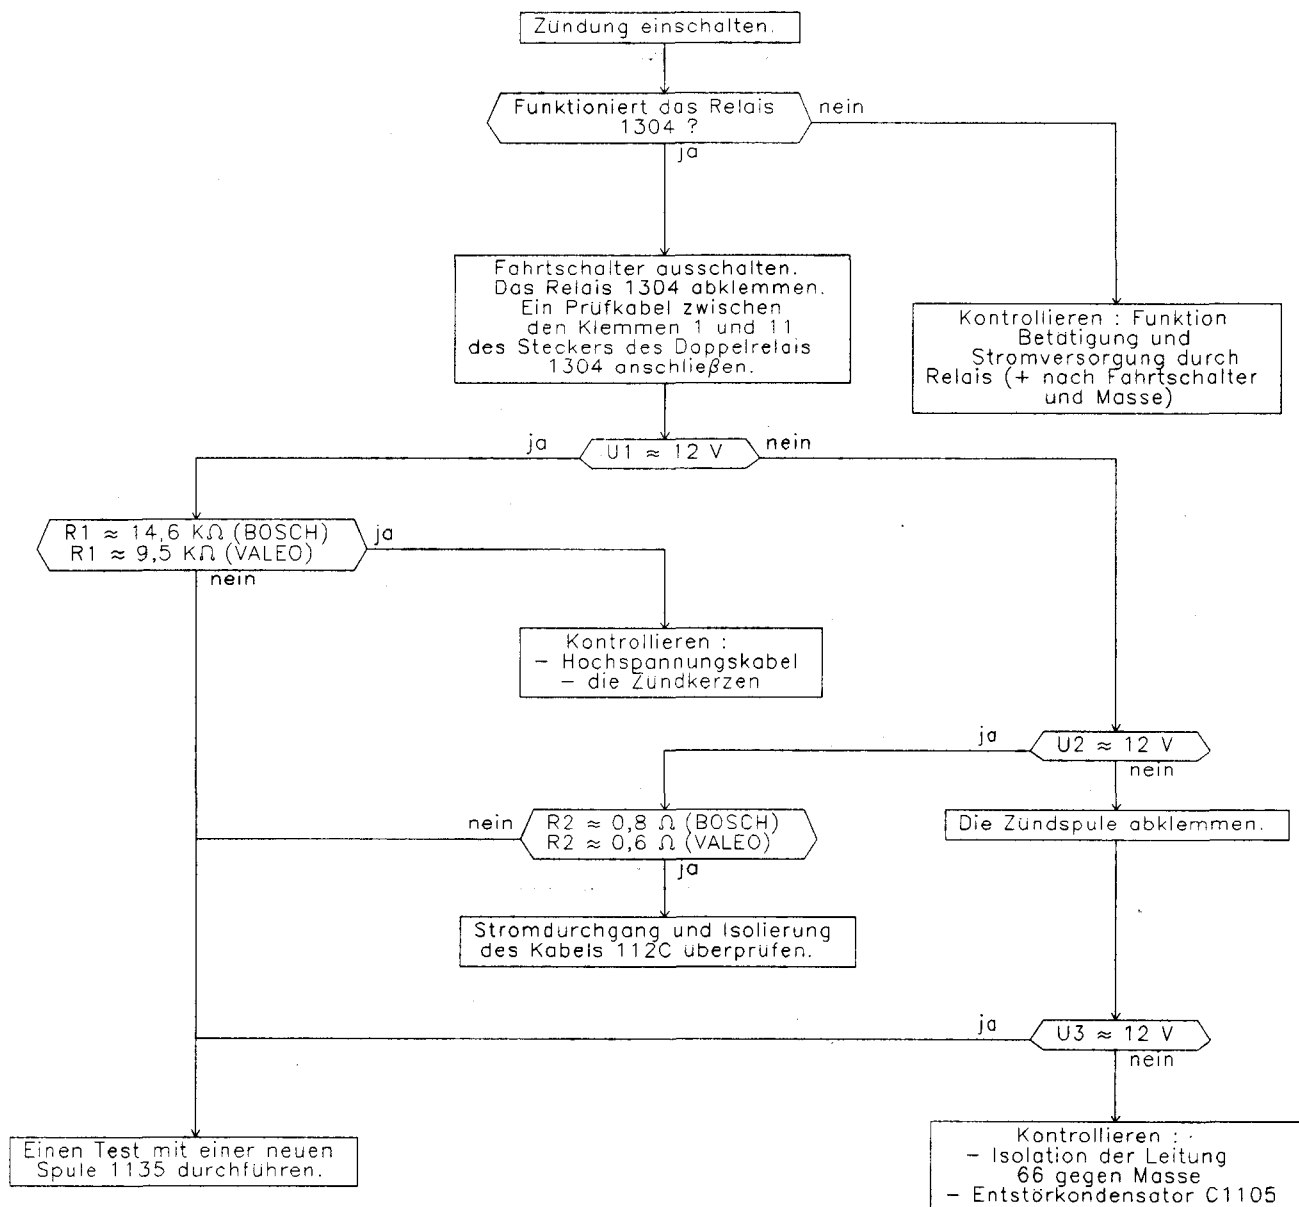 Zündung einschalten.
Funktioniert das Relais
1304 ?
nein
ja
Fahrtschalter ausschalten.
Das Relais 1304 abklemmen.
Ein Prüfkabel zwischen
den Klemmen 1 und 11
des Steckers des Doppelrelais
1304 anschließen.
Kontrollieren : Funktion
Betätigung und
Stromversorgung durch
Relais (+ nach Fahrtschalter
und Masse)
ja
U1 ≈ 12 V
nein
R1 ≈ 14,6 KΩ (BOSCH)
R1 ≈ 9,5 KΩ (VALEO)
ja
nein
Kontrollieren :
– Hochspannungskabel
– die Zündkerzen
ja
U2 ≈ 12 V
nein
nein
R2 ≈ 0,8 Ω (BOSCH)
R2 ≈ 0,6 Ω (VALEO)
ja
Die Zündspule abklemmen.
Stromdurchgang und Isolierung
des Kabels 112C überprüfen.
ja
U3 ≈ 12 V
nein
Einen Test mit einer neuen
Spule 1135 durchführen.
Kontrollieren :
– Isolation der Leitung
66 gegen Masse
– Entstörkondensator C1105